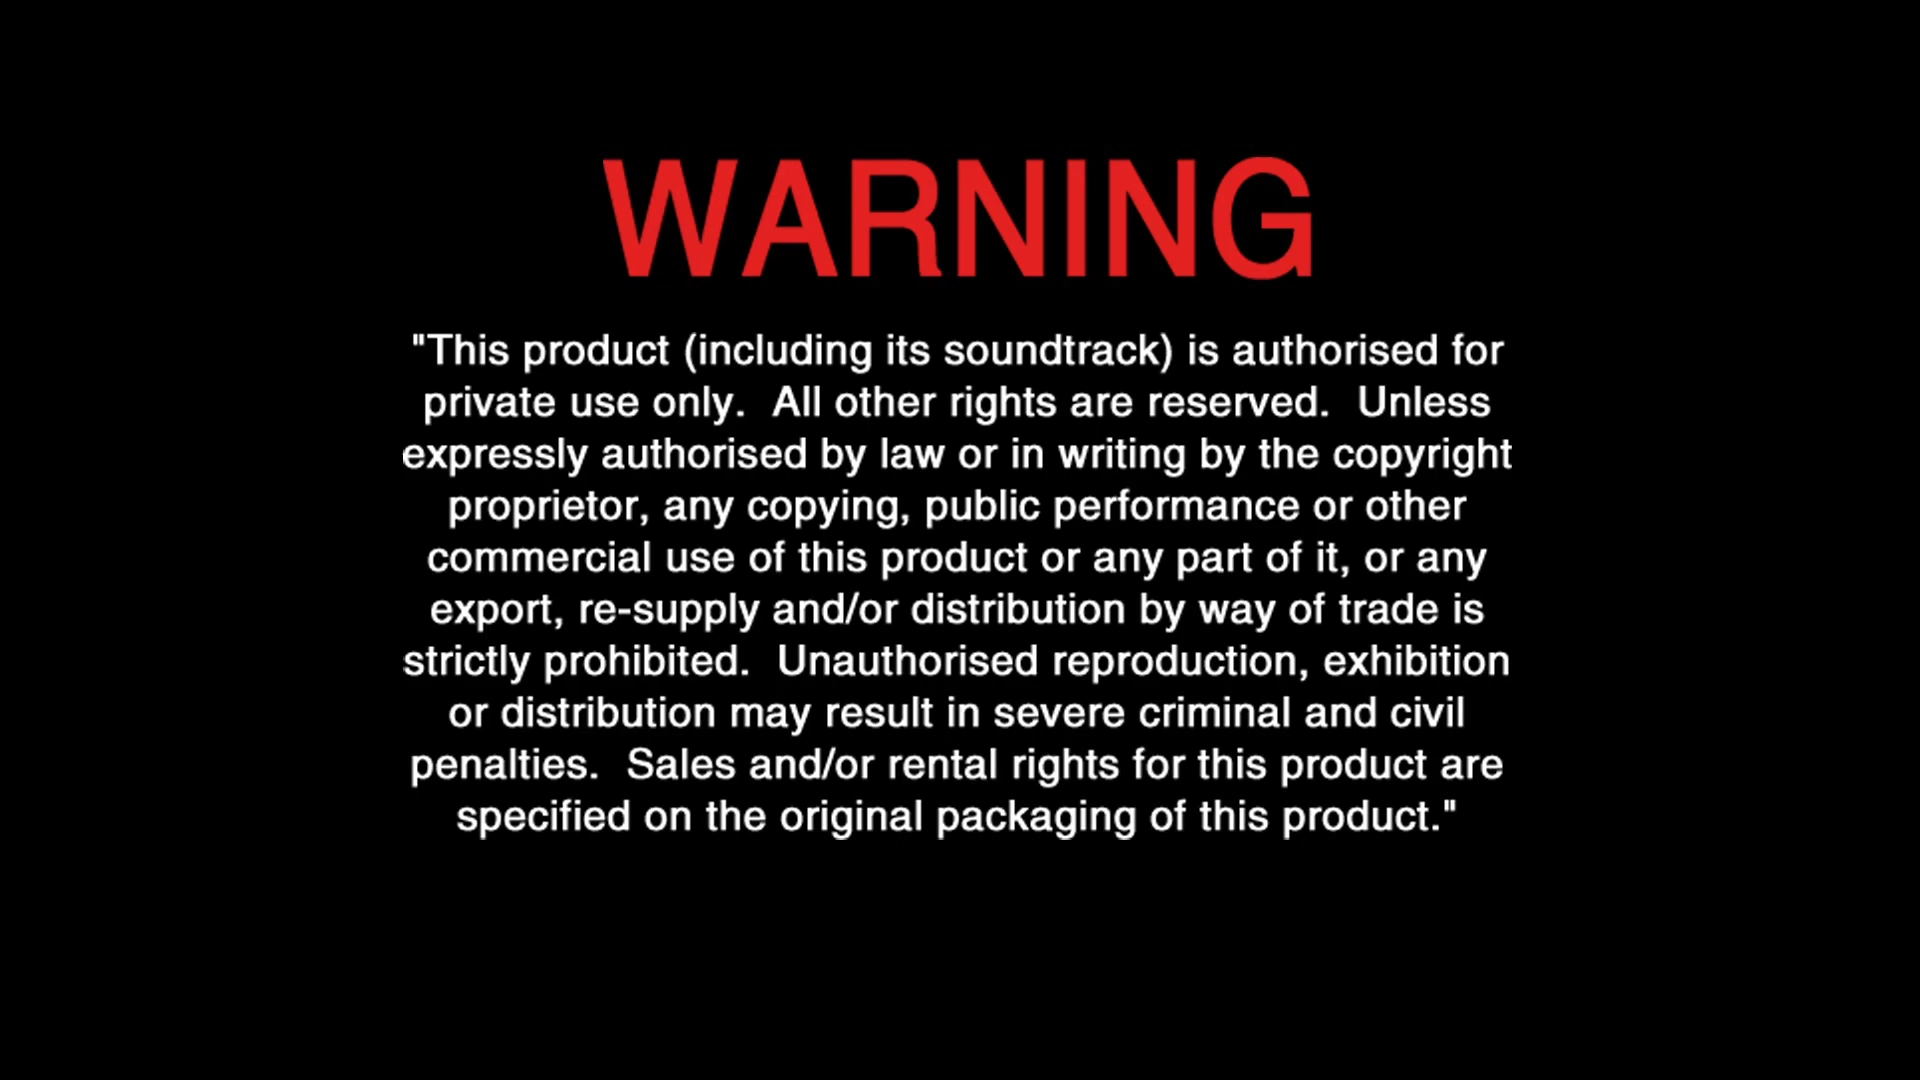 WARNING
"This product (including its soundtrack) is authorised for
private use only.  All other rights are reserved.  Unless
expressly authorised by law or in writing by the copyright
proprietor, any copying, public performance or other
commercial use of this product or any part of it, or any
export, re-supply and/or distribution by way of trade is
strictly prohibited.  Unauthorised reproduction, exhibition
or distribution may result in severe criminal and civil
penalties.  Sales and/or rental rights for this product are
specified on the original packaging of this product."